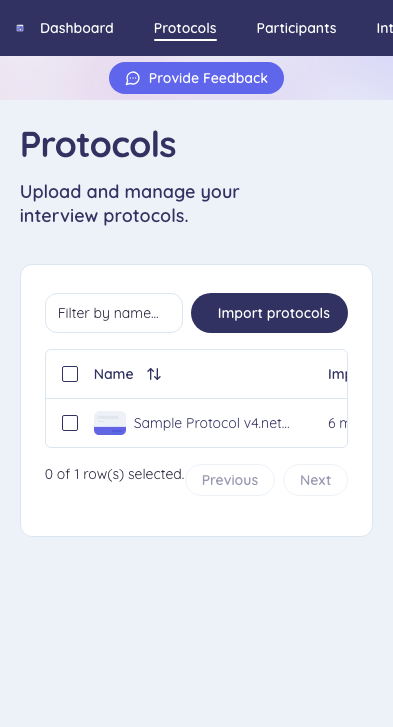 Dashboard Protocols Participants Int
Provide Feedback
Protocols
Upload and manage your
interview protocols.
Filter by name... Import protocols
Name Imp
Sample Protocol v4.net... 6 m
0 of 1 row(s) selected. Previous Next